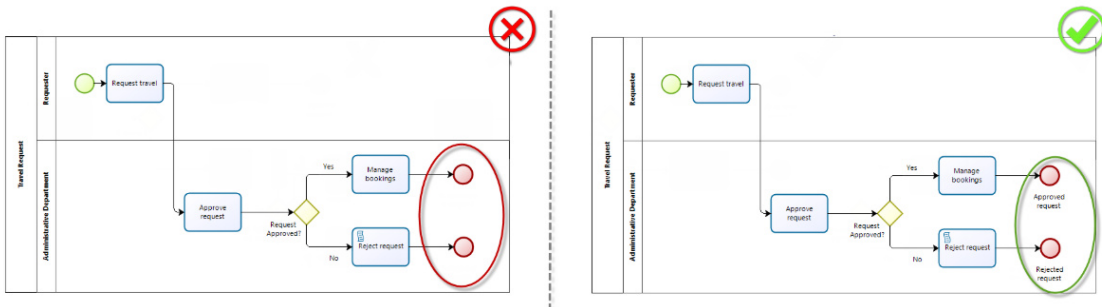 Travel Request
Requester
Request travel
Administrative Department
Approve
request
Request
Approved?
Yes
Manage
bookings
No
Reject request
Travel Request
Requester
Request travel
Administrative Department
Approve
request
Request
Approved?
Yes
Manage
bookings
Approved
request
No
Reject request
Rejected
request